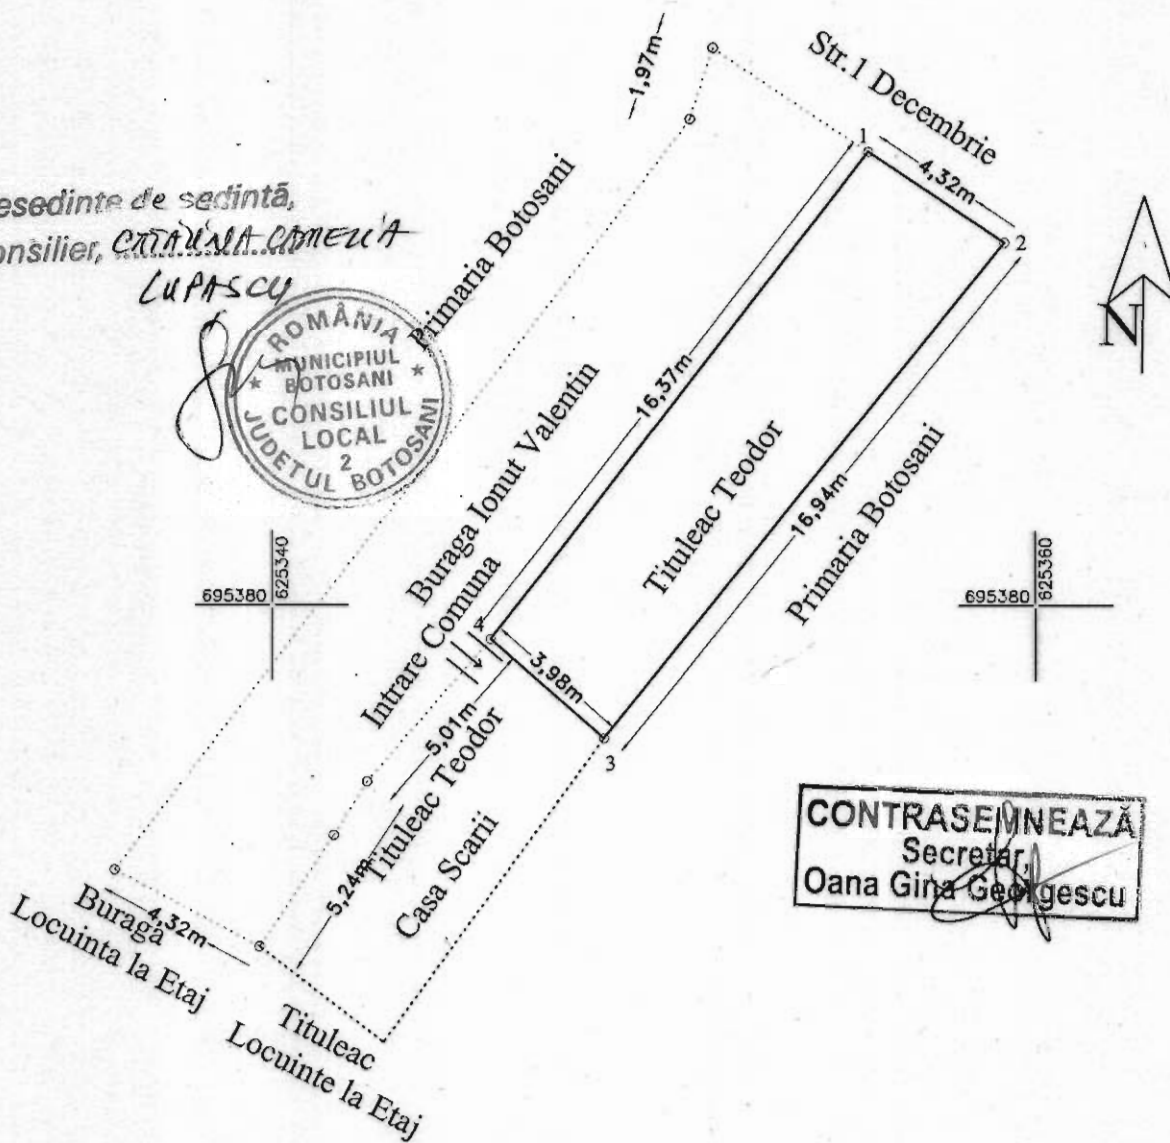 Str.1 Decembrie
1,97m
1
4,32m
2
esedinte de sedintă,
onsilier, CĂTĂLINA CAMELIA
LUPASCU
ROMÂNIA
MUNICIPIUL
BOTOSANI
CONSILIUL
LOCAL
2
JUDETUL BOTOSANI
Primaria Botosani
N
16,37m
Buraga Ionut Valentin
Tituleac Teodor
16,94m
Primaria Botosani
695380
625340
695380
625360
Intrare Comuna
4
3,98m
3
5,01m
Tituleac Teodor
5,24m
Casa Scarii
CONTRASEMNEAZĂ
Secretar,
Oana Gina Georgescu
4,32m
Buraga
Locuinta la Etaj
Tituleac
Locuinte la Etaj